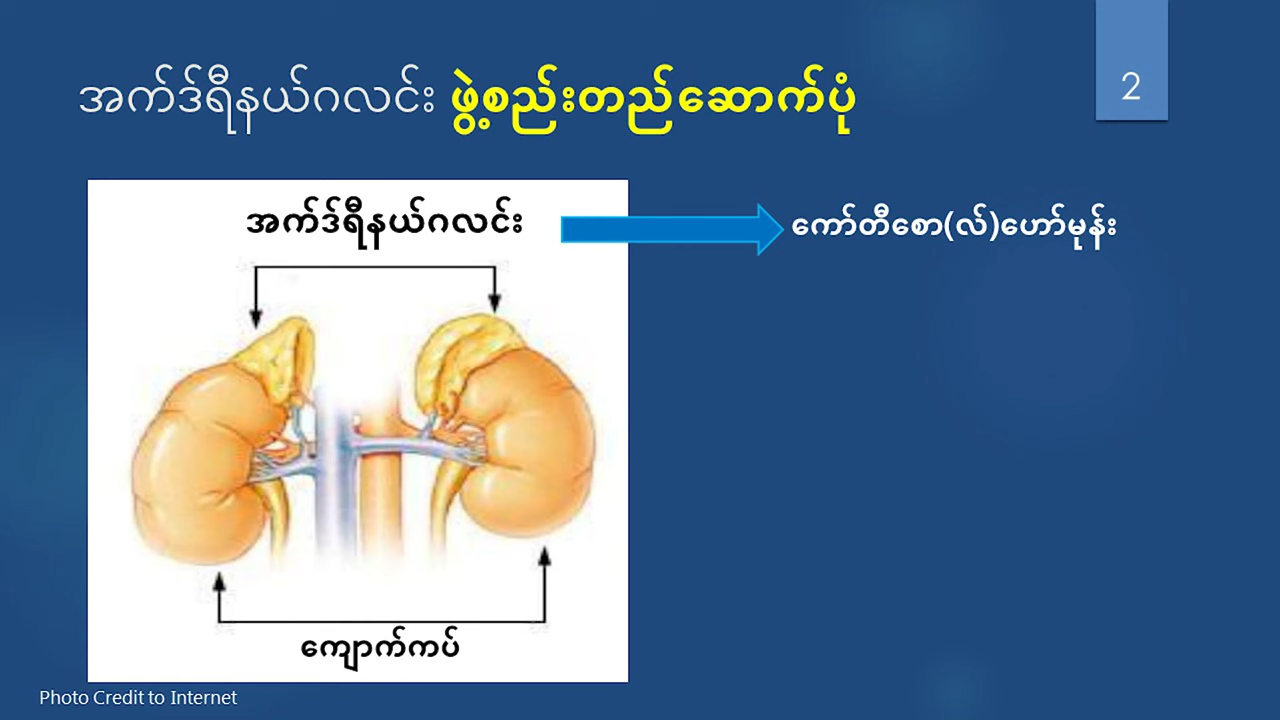 အက်ဒ်ရီနယ်ဂလင်း ဖွဲ့စည်းတည်ဆောက်ပုံ
2
အက်ဒ်ရီနယ်ဂလင်း
ကော်တီစော(လ်)ဟော်မုန်း
ကျောက်ကပ်
Photo Credit to Internet